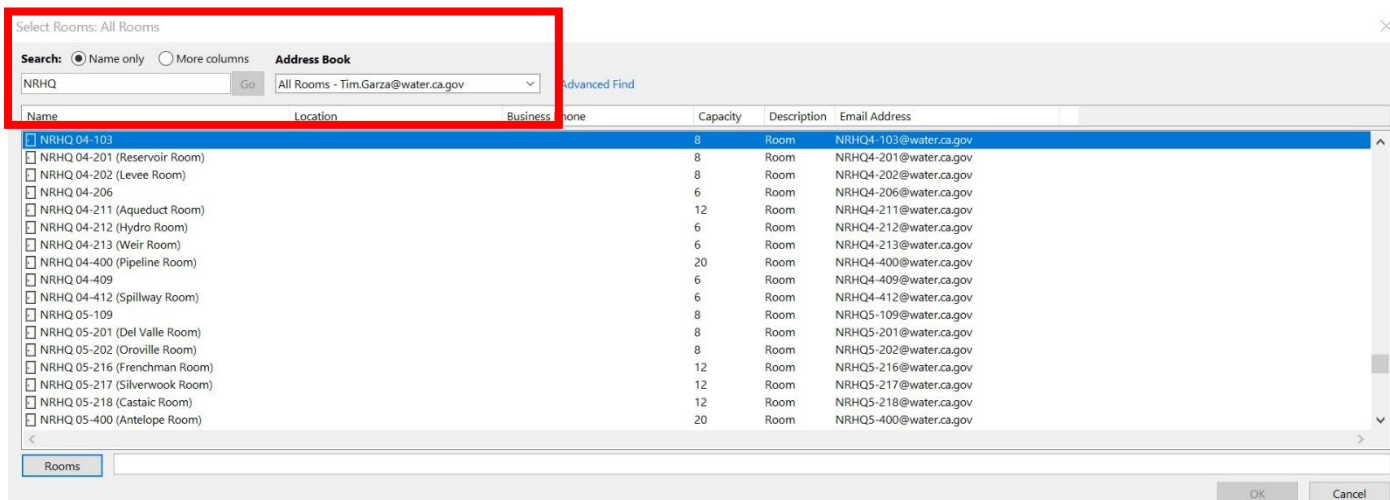 Select Rooms: All Rooms
Search: Name only More columns Address Book
NRHQ Go All Rooms - Tim.Garza@water.ca.gov Advanced Find
Name Location Business Phone Capacity Description Email Address
NRHQ 04-103 8 Room NRHQ4-103@water.ca.gov
NRHQ 04-201 (Reservoir Room) 8 Room NRHQ4-201@water.ca.gov
NRHQ 04-202 (Levee Room) 8 Room NRHQ4-202@water.ca.gov
NRHQ 04-206 6 Room NRHQ4-206@water.ca.gov
NRHQ 04-211 (Aqueduct Room) 12 Room NRHQ4-211@water.ca.gov
NRHQ 04-212 (Hydro Room) 6 Room NRHQ4-212@water.ca.gov
NRHQ 04-213 (Weir Room) 6 Room NRHQ4-213@water.ca.gov
NRHQ 04-400 (Pipeline Room) 20 Room NRHQ4-400@water.ca.gov
NRHQ 04-409 6 Room NRHQ4-409@water.ca.gov
NRHQ 04-412 (Spillway Room) 6 Room NRHQ4-412@water.ca.gov
NRHQ 05-109 8 Room NRHQ5-109@water.ca.gov
NRHQ 05-201 (Del Valle Room) 8 Room NRHQ5-201@water.ca.gov
NRHQ 05-202 (Oroville Room) 8 Room NRHQ5-202@water.ca.gov
NRHQ 05-216 (Frenchman Room) 12 Room NRHQ5-216@water.ca.gov
NRHQ 05-217 (Silverwook Room) 12 Room NRHQ5-217@water.ca.gov
NRHQ 05-218 (Castaic Room) 12 Room NRHQ5-218@water.ca.gov
NRHQ 05-400 (Antelope Room) 20 Room NRHQ5-400@water.ca.gov
Rooms
OK Cancel